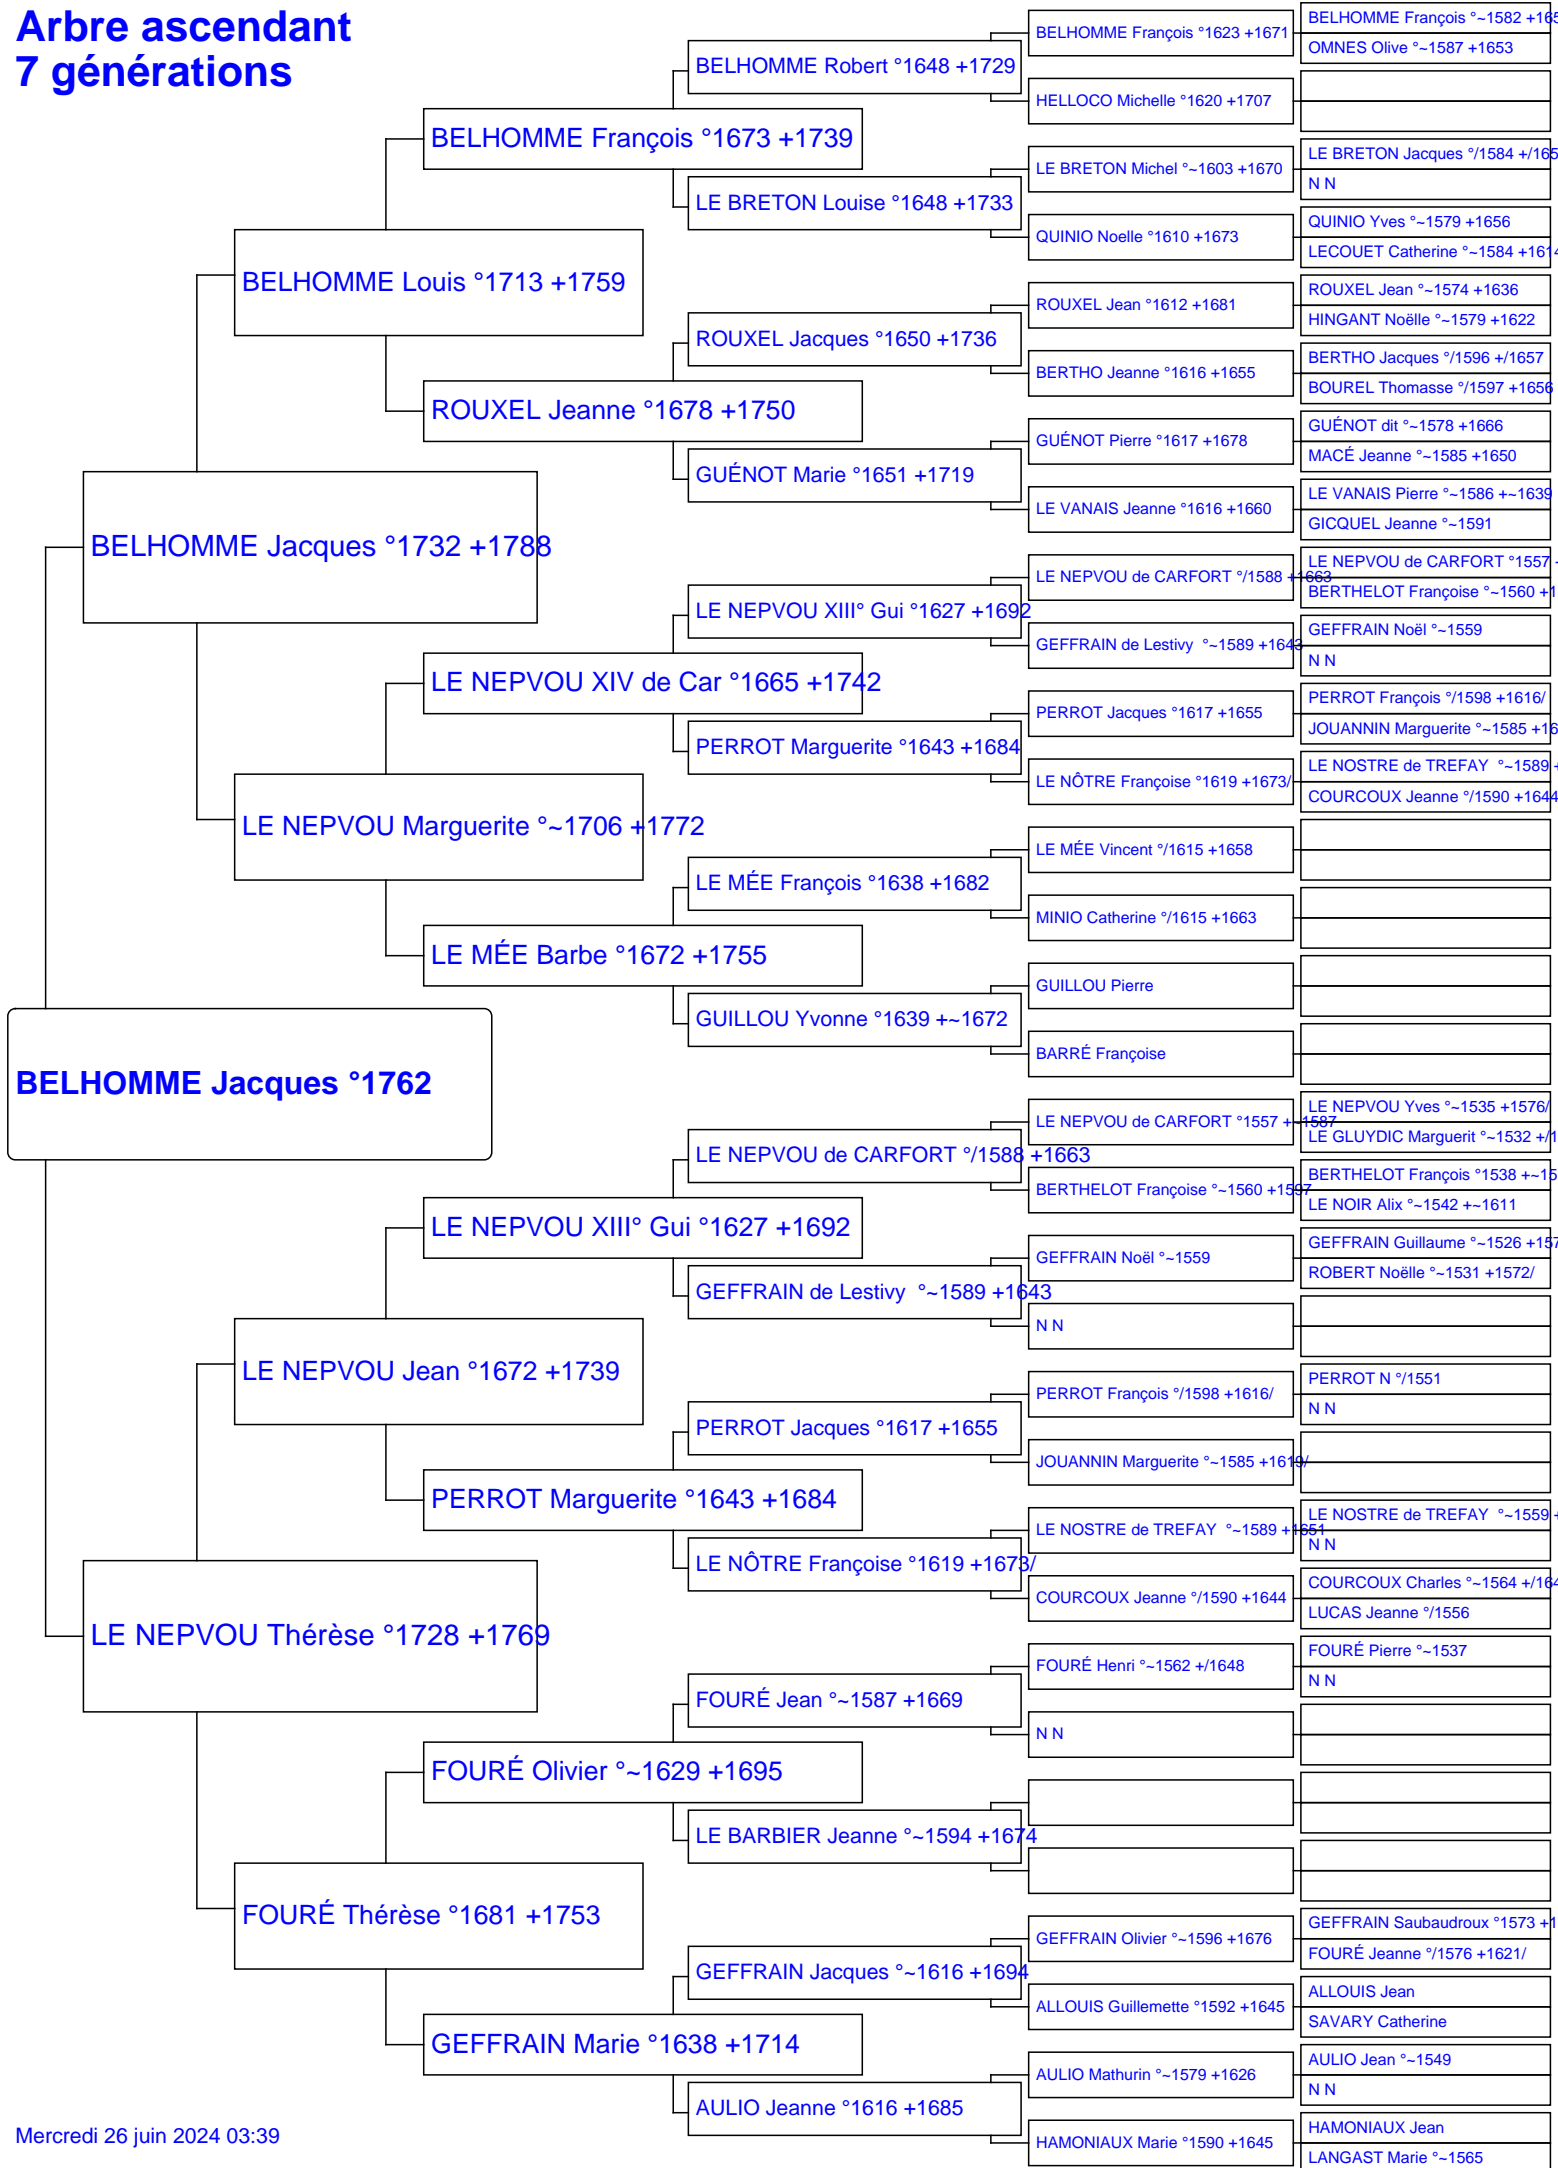 Arbre ascendant
7 générations
BELHOMME Jacques °1762
BELHOMME Jacques °1732 +1788
LE NEPVOU Thérèse °1728 +1769
BELHOMME Louis °1713 +1759
LE NEPVOU Marguerite °~1706 +1772
LE NEPVOU Jean °1672 +1739
FOURÉ Thérèse °1681 +1753
BELHOMME François °1673 +1739
ROUXEL Jeanne °1678 +1750
LE NEPVOU XIV de Car °1665 +1742
LE MÉE Barbe °1672 +1755
LE NEPVOU XIII° Gui °1627 +1692
PERROT Marguerite °1643 +1684
FOURÉ Olivier °~1629 +1695
GEFFRAIN Marie °1638 +1714
BELHOMME Robert °1648 +1729
LE BRETON Louise °1648 +1733
ROUXEL Jacques °1650 +1736
GUÉNOT Marie °1651 +1719
LE NEPVOU XIII° Gui °1627 +1692
PERROT Marguerite °1643 +1684
LE MÉE François °1638 +1682
GUILLOU Yvonne °1639 +~1672
LE NEPVOU de CARFORT °/1588 +1663
GEFFRAIN de Lestivy °~1589 +1643
PERROT Jacques °1617 +1655
LE NÔTRE Françoise °1619 +1673/
FOURÉ Jean °~1587 +1669
LE BARBIER Jeanne °~1594 +1674
GEFFRAIN Jacques °~1616 +1694
AULIO Jeanne °1616 +1685
BELHOMME François °1623 +1671
HELLOCO Michelle °1620 +1707
LE BRETON Michel °~1603 +1670
QUINIO Noelle °1610 +1673
ROUXEL Jean °1612 +1681
BERTHO Jeanne °1616 +1655
GUÉNOT Pierre °1617 +1678
LE VANAIS Jeanne °1616 +1660
LE NEPVOU de CARFORT °/1588 +1663
GEFFRAIN de Lestivy °~1589 +1643
PERROT Jacques °1617 +1655
LE NÔTRE Françoise °1619 +1673/
LE MÉE Vincent °/1615 +1658
MINIO Catherine °/1615 +1663
GUILLOU Pierre
BARRÉ Françoise
LE NEPVOU de CARFORT °1557 +~1587
BERTHELOT Françoise °~1560 +1597
GEFFRAIN Noël °~1559
N N
PERROT François °/1598 +1616/
JOUANNIN Marguerite °~1585 +1619/
LE NOSTRE de TREFAY °~1589 +1651
COURCOUX Jeanne °/1590 +1644
FOURÉ Henri °~1562 +/1648
N N
GEFFRAIN Olivier °~1596 +1676
ALLOUIS Guillemette °1592 +1645
AULIO Mathurin °~1579 +1626
HAMONIAUX Marie °1590 +1645
BELHOMME François °~1582 +165
OMNES Olive °~1587 +1653
LE BRETON Jacques °/1584 +/165
N N
QUINIO Yves °~1579 +1656
LECOUET Catherine °~1584 +1614
ROUXEL Jean °~1574 +1636
HINGANT Noëlle °~1579 +1622
BERTHO Jacques °/1596 +/1657
BOUREL Thomasse °/1597 +1656
GUÉNOT dit °~1578 +1666
MACÉ Jeanne °~1585 +1650
LE VANAIS Pierre °~1586 +~1639
GICQUEL Jeanne °~1591
LE NEPVOU de CARFORT °1557 +
BERTHELOT Françoise °~1560 +1
GEFFRAIN Noël °~1559
N N
PERROT François °/1598 +1616/
JOUANNIN Marguerite °~1585 +16
LE NOSTRE de TREFAY °~1589 +
COURCOUX Jeanne °/1590 +1644
LE NEPVOU Yves °~1535 +1576/
LE GLUYDIC Marguerit °~1532 +/1
BERTHELOT François °1538 +~15
LE NOIR Alix °~1542 +~1611
GEFFRAIN Guillaume °~1526 +157
ROBERT Noëlle °~1531 +1572/
PERROT N °/1551
N N
LE NOSTRE de TREFAY °~1559 +
N N
COURCOUX Charles °~1564 +/164
LUCAS Jeanne °/1556
FOURÉ Pierre °~1537
N N
GEFFRAIN Saubaudroux °1573 +1
FOURÉ Jeanne °/1576 +1621/
ALLOUIS Jean
SAVARY Catherine
AULIO Jean °~1549
N N
HAMONIAUX Jean
LANGAST Marie °~1565
Mercredi 26 juin 2024 03:39